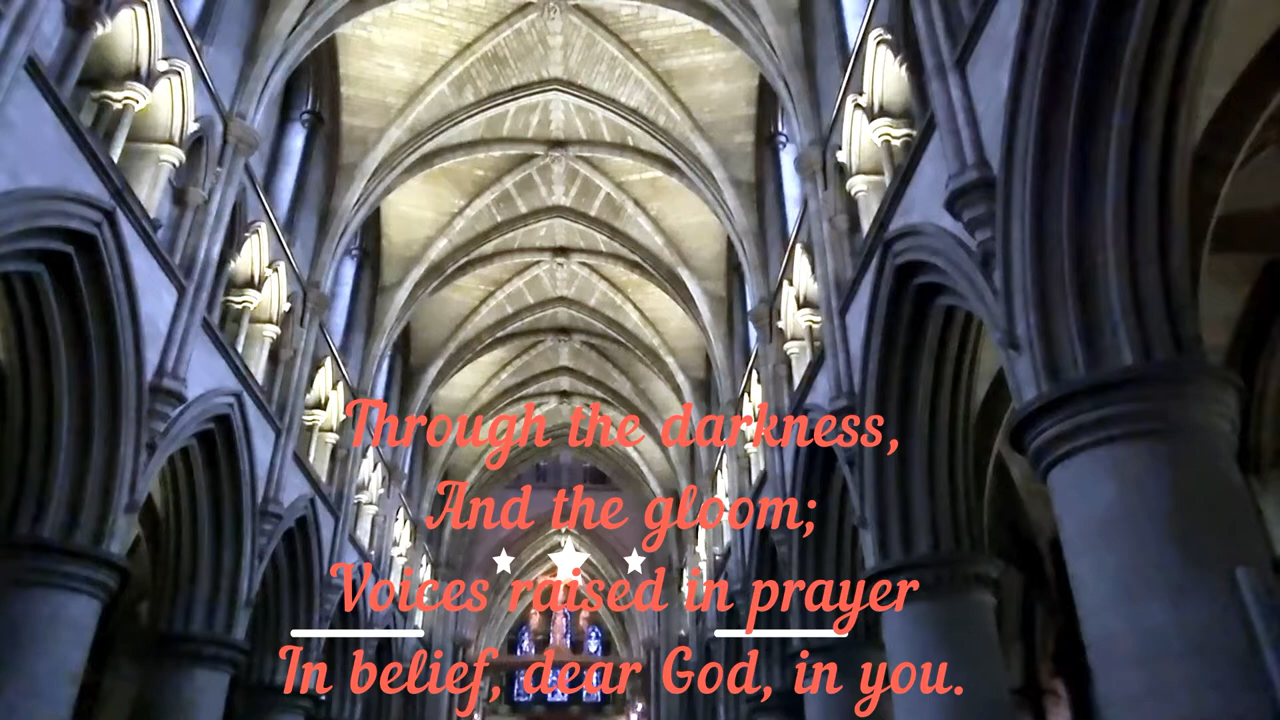 Through the darkness,
And the gloom;
Voices raised in prayer
In belief, dear God, in you.